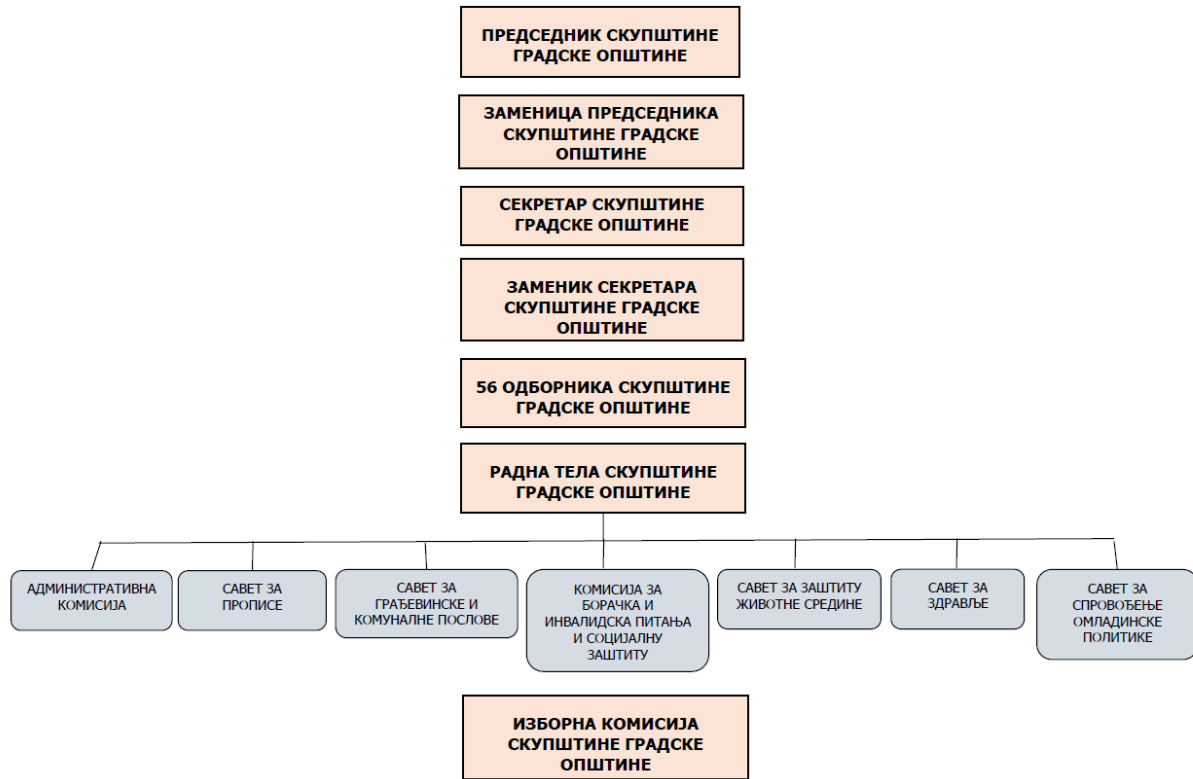 ПРЕДСЕДНИК СКУПШТИНЕ
ГРАДСКЕ ОПШТИНЕ
ЗАМЕНИЦА ПРЕДСЕДНИКА
СКУПШТИНЕ ГРАДСКЕ
ОПШТИНЕ
СЕКРЕТАР СКУПШТИНЕ
ГРАДСКЕ ОПШТИНЕ
ЗАМЕНИК СЕКРЕТАРА
СКУПШТИНЕ ГРАДСКЕ
ОПШТИНЕ
56 ОДБОРНИКА СКУПШТИНЕ
ГРАДСКЕ ОПШТИНЕ
РАДНА ТЕЛА СКУПШТИНЕ
ГРАДСКЕ ОПШТИНЕ
АДМИНИСТРАТИВНА
КОМИСИЈА
САВЕТ ЗА
ПРОПИСЕ
САВЕТ ЗА
ГРАЂЕВИНСКЕ И
КОМУНАЛНЕ ПОСЛОВЕ
КОМИСИЈА ЗА
БОРАЧКА И
ИНВАЛИДСКА ПИТАЊА
И СОЦИЈАЛНУ
ЗАШТИТУ
САВЕТ ЗА ЗАШТИТУ
ЖИВОТНЕ СРЕДИНЕ
САВЕТ ЗА
ЗДРАВЉЕ
САВЕТ ЗА
СПРОВОЂЕЊЕ
ОМЛАДИНСКЕ
ПОЛИТИКЕ
ИЗБОРНА КОМИСИЈА
СКУПШТИНЕ ГРАДСКЕ
ОПШТИНЕ